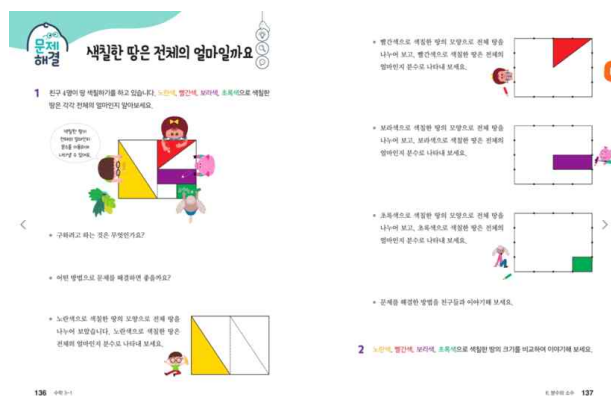 문제 해결
색칠한 땅은 전체의 얼마일까요
1 친구 4명이 땅 색칠하기를 하고 있습니다. 노란색, 빨간색, 보라색, 초록색으로 색칠한
땅은 각각 전체의 얼마인지 알아보세요.
색칠한 땅이
전체의 얼마인지
분수로
나타낼 수 있어요.
구하려고 하는 것은 무엇인가요?
어떤 방법으로 문제를 해결하면 좋을까요?
노란색으로 색칠한 땅의 모양으로 전체 땅을
나누어 보았습니다. 노란색으로 색칠한 땅은
전체의 얼마인지 분수로 나타내 보세요.
136 수학 3-1
빨간색으로 색칠한 땅의 모양으로 전체 땅을
나누어 보고, 빨간색으로 색칠한 땅은 전체의
얼마인지 분수로 나타내 보세요.
보라색으로 색칠한 땅의 모양으로 전체 땅을
나누어 보고, 보라색으로 색칠한 땅은 전체의
얼마인지 분수로 나타내 보세요.
초록색으로 색칠한 땅의 모양으로 전체 땅을
나누어 보고, 초록색으로 색칠한 땅은 전체의
얼마인지 분수로 나타내 보세요.
문제를 해결한 방법을 친구들과 이야기해 보세요.
2 노란색, 빨간색, 보라색, 초록색으로 색칠한 땅의 크기를 비교하여 이야기해 보세요.
6. 분수와 소수 137